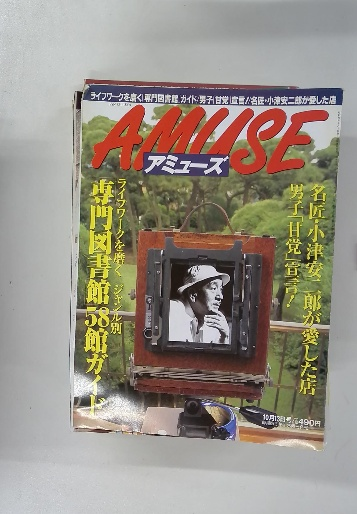 ライフワークを磨く!専門図書館ガイド/男子「甘党」宣言!/名匠・小津安二郎が愛した店
AMUSE
アミューズ
名匠・小津安二郎が愛した店
男子「甘党」宣言!
ライフワークを磨く ジャンル別
専門図書館58館ガイド
10月13日号
490円